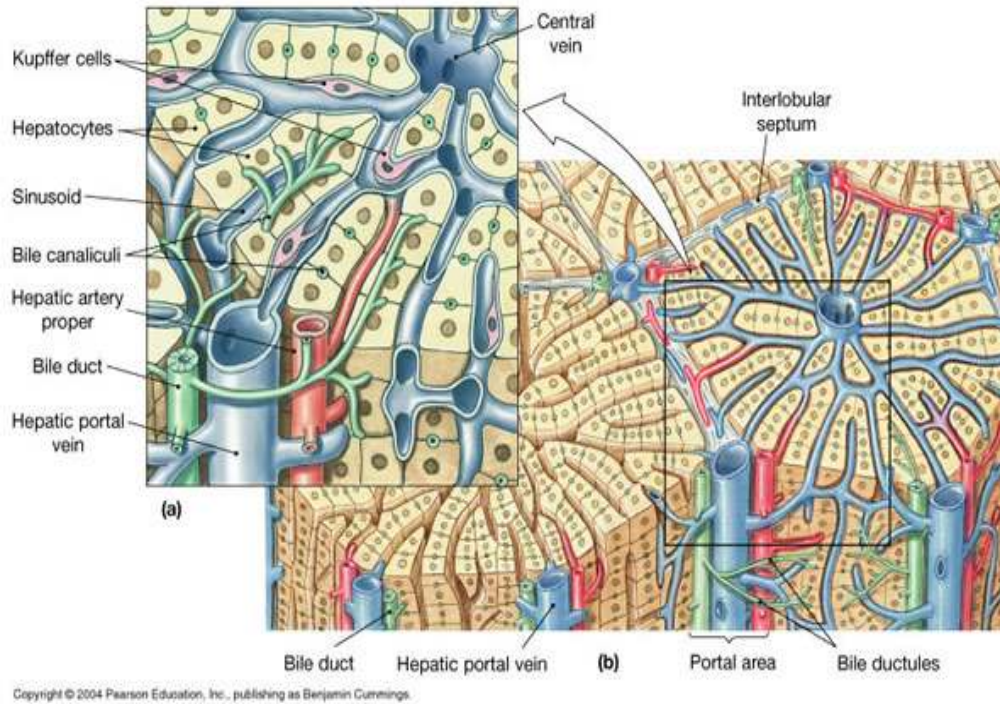 Central
vein
Kupffer cells
Interlobular
septum
Hepatocytes
Sinusoid
Bile canaliculi
Hepatic artery
proper
Bile duct
Hepatic portal
vein
(a)
Bile duct
Hepatic portal vein
(b)
Portal area
Bile ductules
Copyright © 2004 Pearson Education, Inc., publishing as Benjamin Cummings.